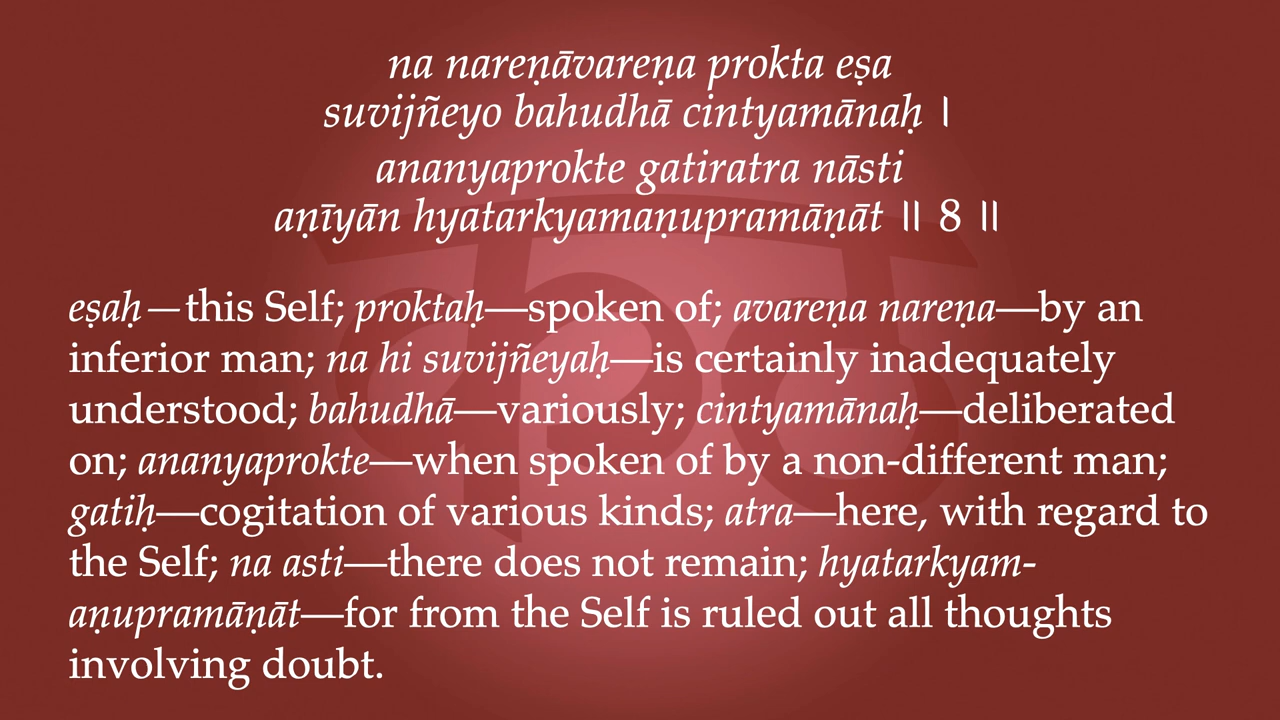 na nareṇāvareṇa prokta eṣa
suvijñeyo bahudhā cintyamānaḥ ।
ananyaprokte gatiratra nāsti
aṇīyān hyatarkyamaṇupramāṇāt ॥ 8 ॥
eṣaḥ—this Self; proktaḥ—spoken of; avareṇa nareṇa—by an
inferior man; na hi suvijñeyaḥ—is certainly inadequately
understood; bahudhā—variously; cintyamānaḥ—deliberated
on; ananyaprokte—when spoken of by a non-different man;
gatiḥ—cogitation of various kinds; atra—here, with regard to
the Self; na asti—there does not remain; hyatarkyam-
aṇupramāṇāt—for from the Self is ruled out all thoughts
involving doubt.
कठ